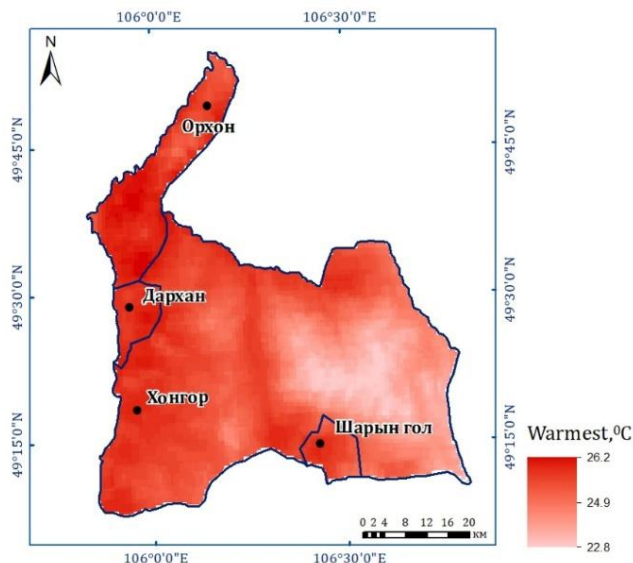 106°0'0"E 106°30'0"E
N
Орхон
49°45'0"N 49°45'0"N
Дархан
49°30'0"N 49°30'0"N
Хонгор
Шарын гол
49°15'0"N 49°15'0"N
Warmest,⁰C
26.2
24.9
22.8
0 2 4 8 12 16 20
км
106°0'0"E 106°30'0"E